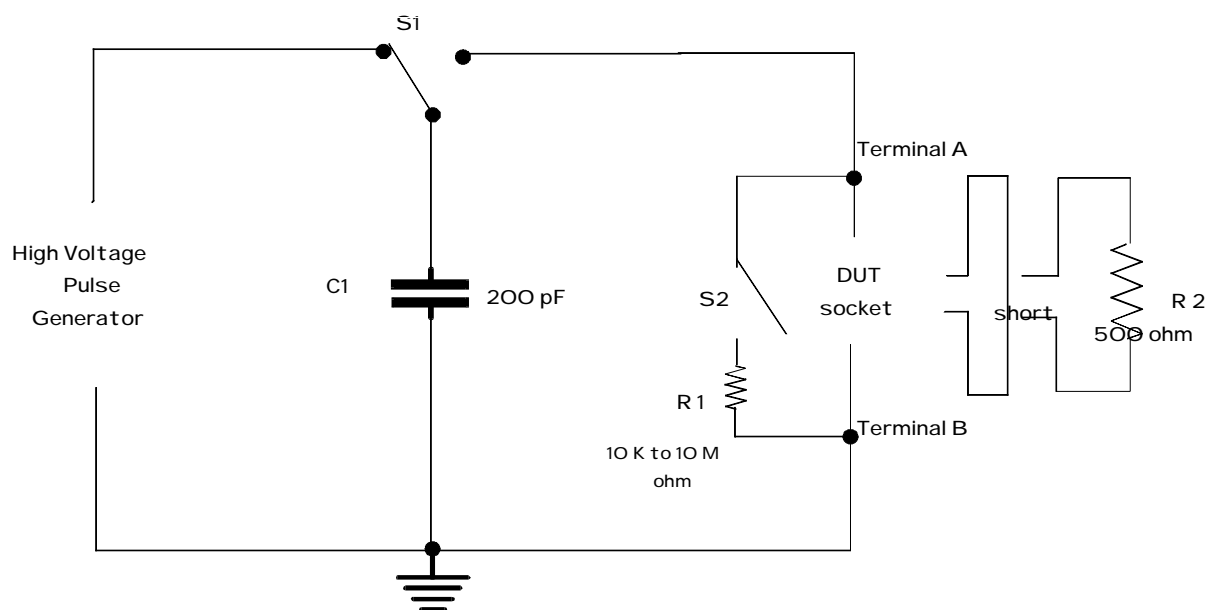 S1
Terminal A
High Voltage
Pulse
Generator
C1
200 pF
S2
DUT
socket
short
R 2
500 ohm
R 1
10 K to 10 M
ohm
Terminal B